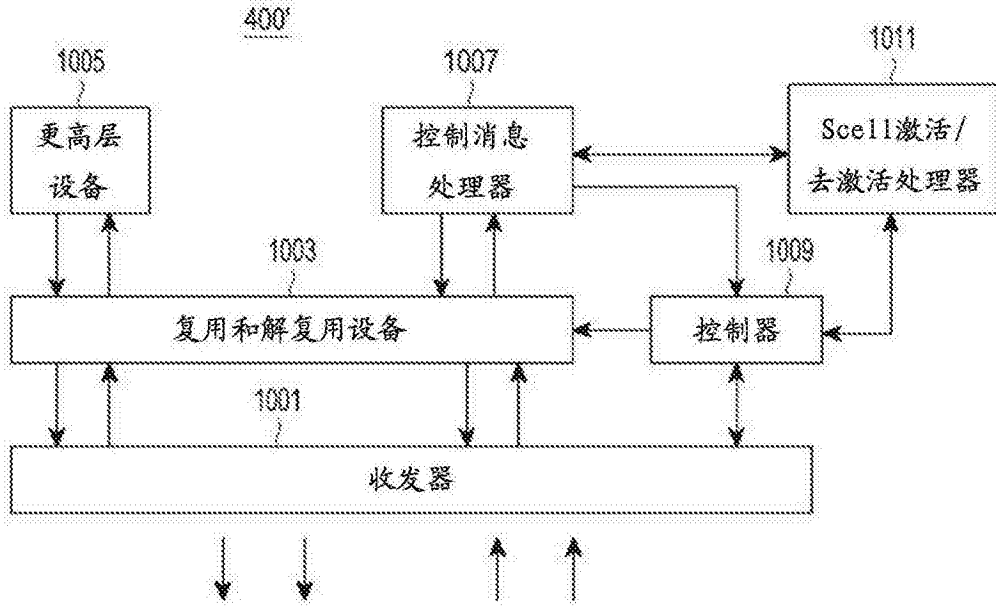 400'
1005
1007
1011
更高层
设备
控制消息
处理器
Scell激活/
去激活处理器
1003
1009
复用和解复用设备
控制器
1001
收发器